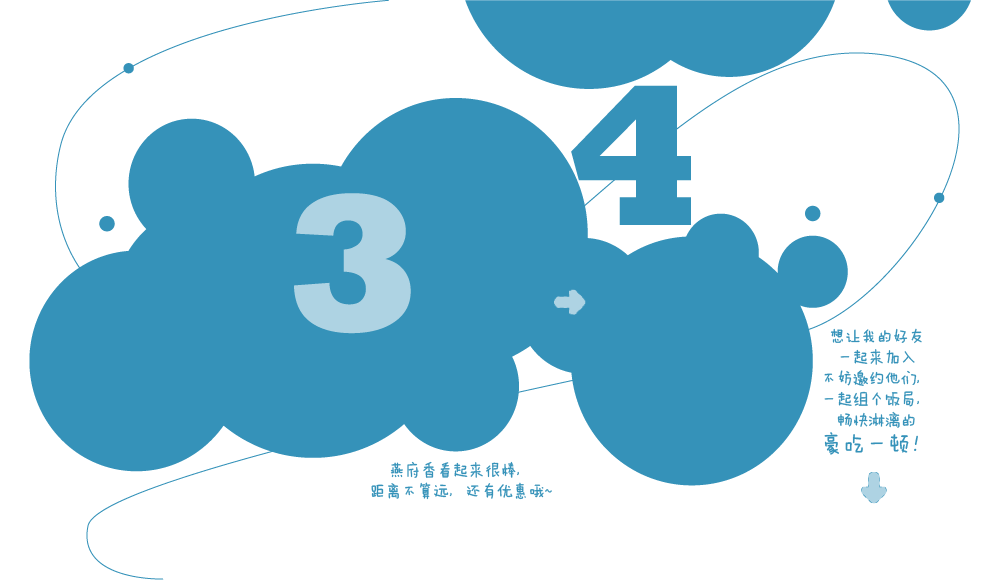 3
4
燕府香看起来很棒,
距离不算远, 还有优惠哦~
想让我的好友
一起来加入
不妨邀约他们,
一起组个饭局,
畅快淋漓的
豪吃一顿!